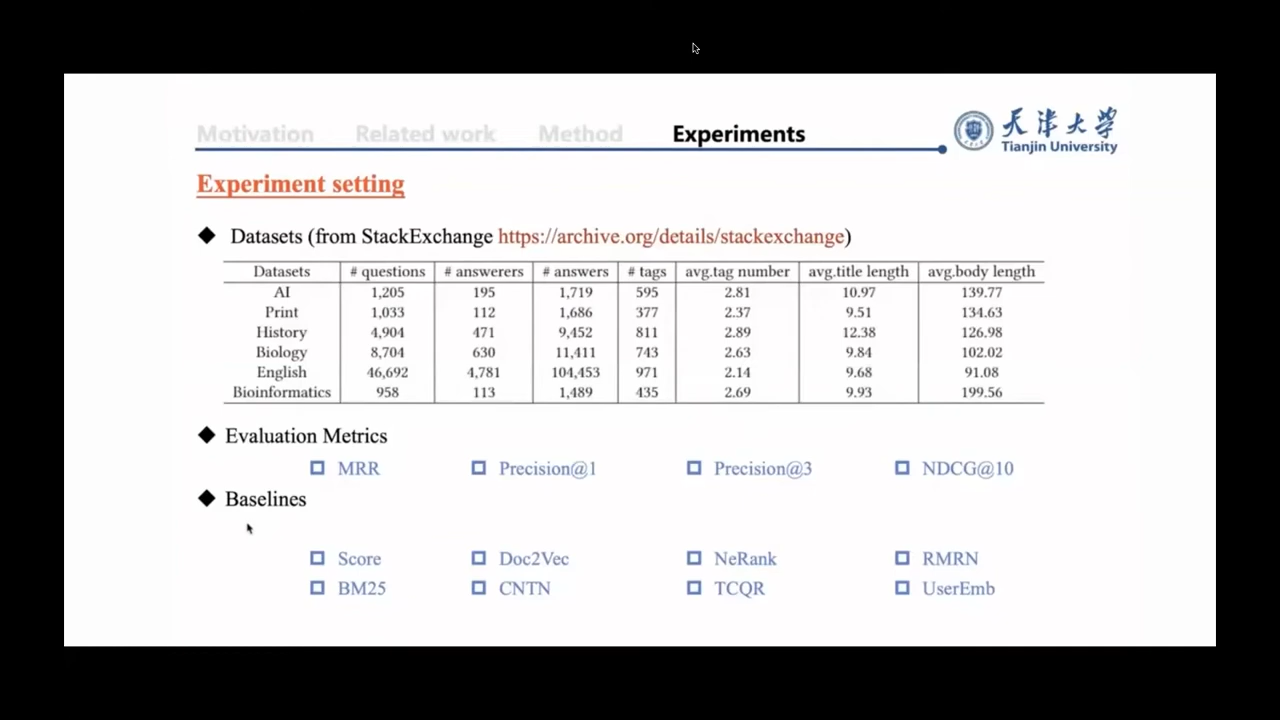 Motivation Related work Method Experiments
天津大学
Tianjin University
Experiment setting
Datasets (from StackExchange https://archive.org/details/stackexchange)
Datasets # questions # answerers # answers # tags avg.tag number avg.title length avg.body length
AI 1,205 195 1,719 595 2.81 10.97 139.77
Print 1,033 112 1,686 377 2.37 9.51 134.63
History 4,904 471 9,452 811 2.89 12.38 126.98
Biology 8,704 630 11,411 743 2.63 9.84 102.02
English 46,692 4,781 104,453 971 2.14 9.68 91.08
Bioinformatics 958 113 1,489 435 2.69 9.93 199.56
Evaluation Metrics
MRR Precision@1 Precision@3 NDCG@10
Baselines
Score Doc2Vec NeRank RMRN
BM25 CNTN TCQR UserEmb